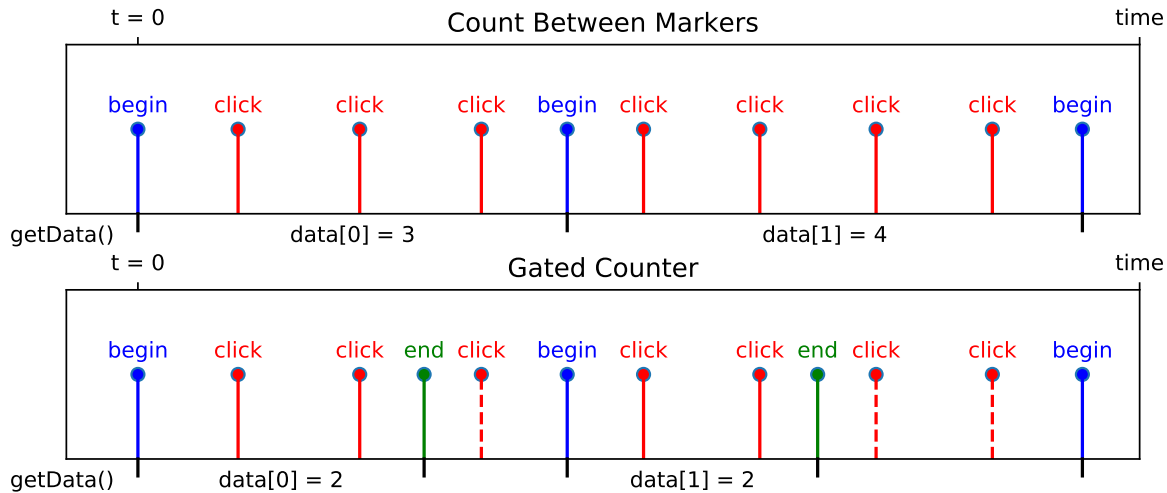 Count Between Markers
t = 0 time
begin click click click begin click click click click begin
getData() data[0] = 3 data[1] = 4
Gated Counter
t = 0 time
begin click click end click begin click click end click click begin
getData() data[0] = 2 data[1] = 2